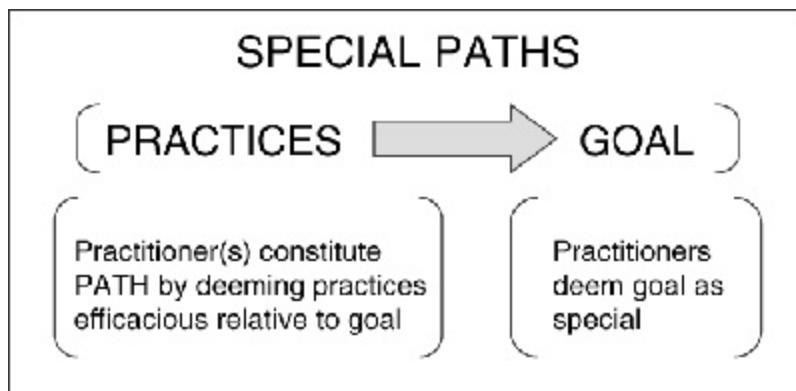 SPECIAL PATHS
PRACTICES GOAL
Practitioner(s) constitute
PATH by deeming practices
efficacious relative to goal
Practitioners
deem goal as
special